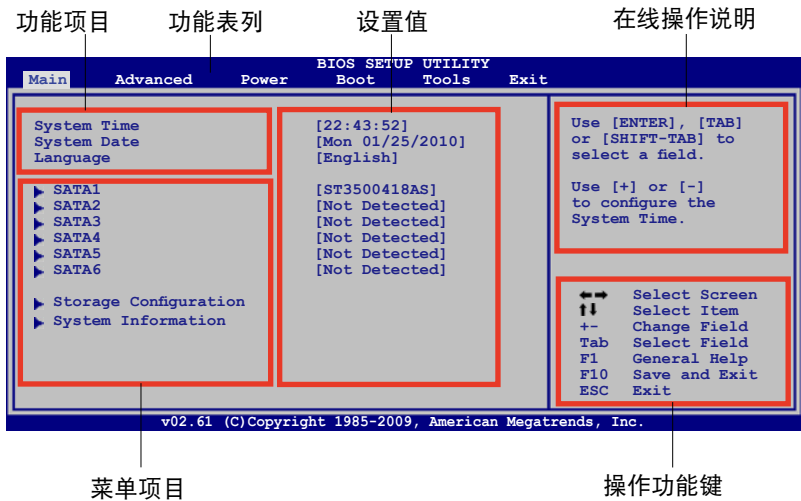 功能项目 功能表列 设置值 在线操作说明
BIOS SETUP UTILITY
Main Advanced Power Boot Tools Exit
System Time [22:43:52]
System Date [Mon 01/25/2010]
Language [English]
SATA1 [ST3500418AS]
SATA2 [Not Detected]
SATA3 [Not Detected]
SATA4 [Not Detected]
SATA5 [Not Detected]
SATA6 [Not Detected]
Storage Configuration
System Information
Use [ENTER], [TAB]
or [SHIFT-TAB] to
select a field.
Use [+] or [-]
to configure the
System Time.
←→ Select Screen
↑↓ Select Item
+- Change Field
Tab Select Field
F1 General Help
F10 Save and Exit
ESC Exit
v02.61 (C)Copyright 1985-2009, American Megatrends, Inc.
菜单项目 操作功能键